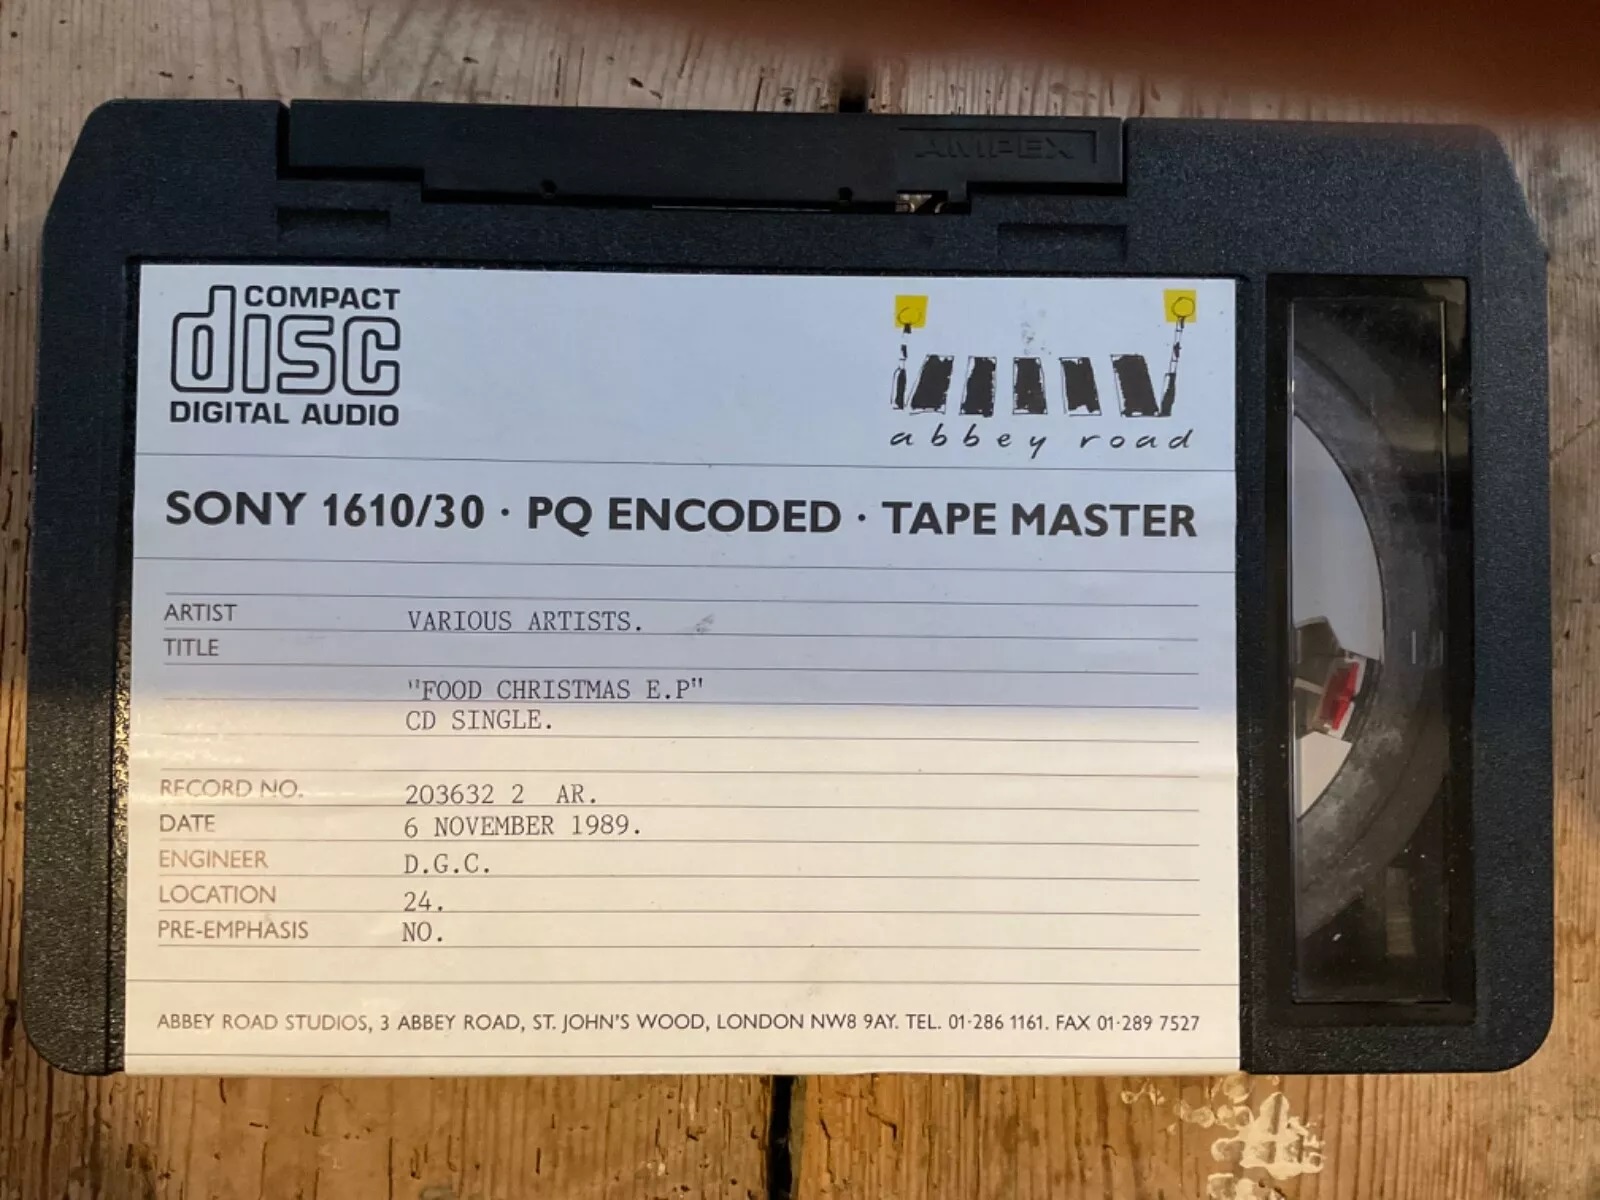 AMPEX
COMPACT
disc
DIGITAL AUDIO
abbey road
SONY 1610/30 · PQ ENCODED · TAPE MASTER
ARTIST VARIOUS ARTISTS.
TITLE
"FOOD CHRISTMAS E.P"
CD SINGLE.
RECORD NO. 203632 2 AR.
DATE 6 NOVEMBER 1989.
ENGINEER D.G.C.
LOCATION 24.
PRE-EMPHASIS NO.
ABBEY ROAD STUDIOS, 3 ABBEY ROAD, ST. JOHN'S WOOD, LONDON NW8 9AY. TEL. 01·286 1161. FAX 01·289 7527